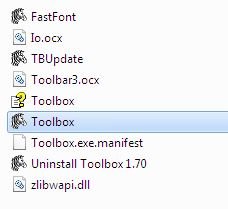 FastFont
Io.ocx
TBUpdate
Toolbar3.ocx
Toolbox
Toolbox
Toolbox.exe.manifest
Uninstall Toolbox 1.70
zlibwapi.dll